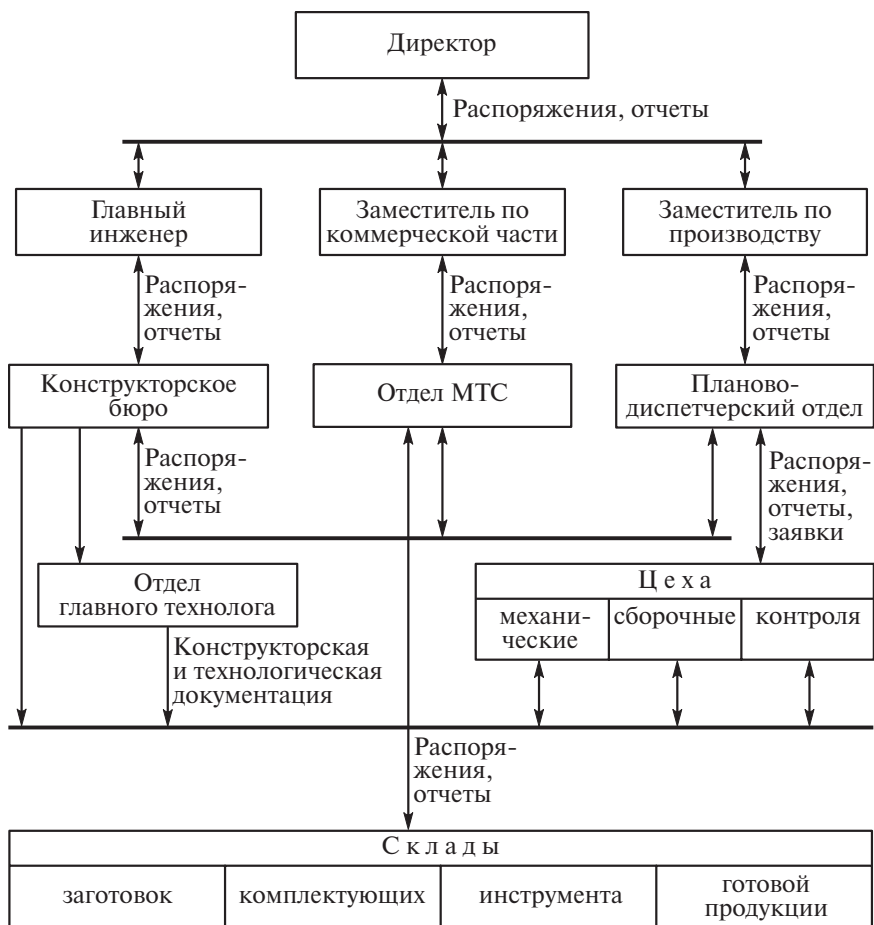 Директор
Распоряжения, отчеты
Главный
инженер
Заместитель по
коммерческой части
Заместитель по
производству
Распоря-
жения,
отчеты
Распоря-
жения,
отчеты
Распоря-
жения,
отчеты
Конструкторское
бюро
Отдел МТС
Планово-
диспетчерский отдел
Распоря-
жения,
отчеты
Распоря-
жения,
отчеты,
заявки
Отдел
главного технолога
Цеха
механи-
ческие
сборочные
контроля
Конструкторская
и технологическая
документация
Распоря-
жения,
отчеты
Склады
заготовок
комплектующих
инструмента
готовой
продукции